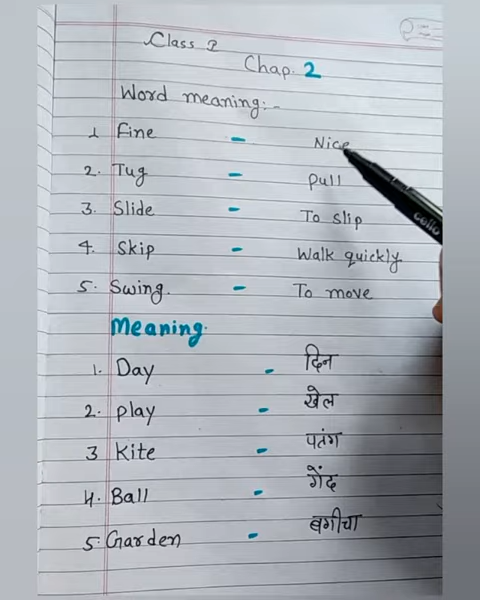 Class 2
Chap. 2
Word meaning:-
1. Fine - Nice
2. Tug - pull
3. Slide - To slip
4. Skip - Walk quickly
5. Swing. - To move
Meaning.
1. Day - दिन
2. play - खेल
3 Kite - पतंग
4. Ball - गेंद
5. Garden - बगीचा
cello